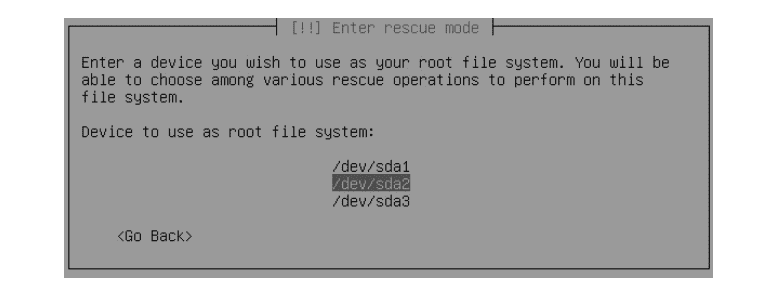 [!!] Enter rescue mode
Enter a device you wish to use as your root file system. You will be
able to choose among various rescue operations to perform on this
file system.
Device to use as root file system:
/dev/sda1
/dev/sda2
/dev/sda3
<Go Back>